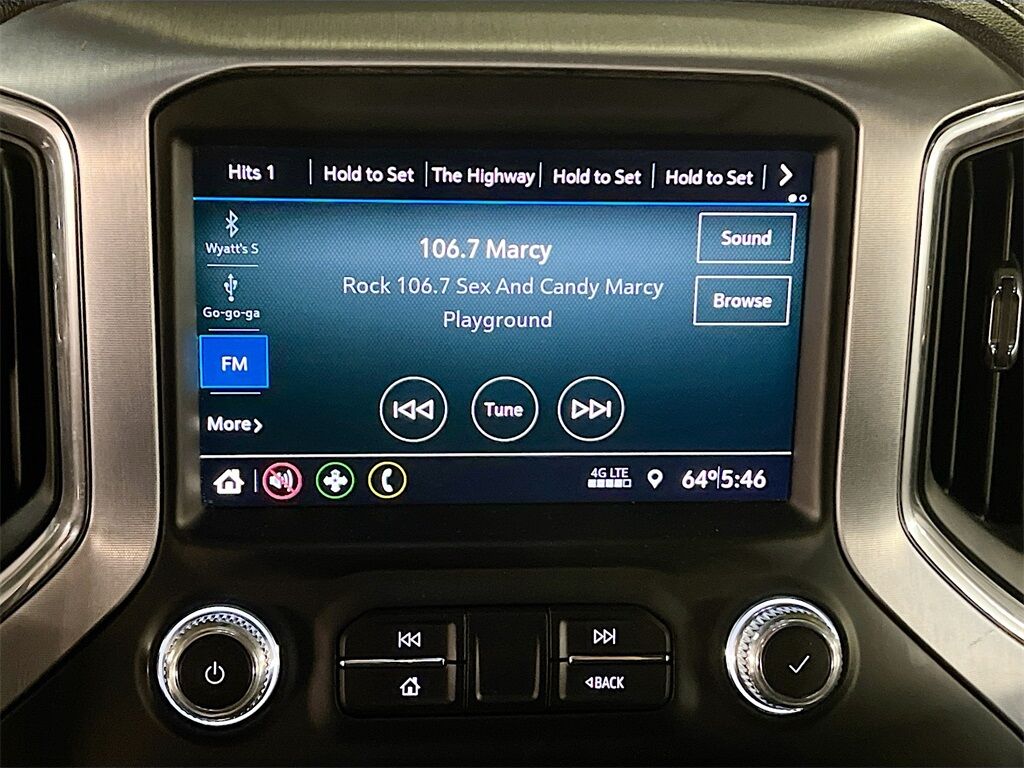 Hits 1 Hold to Set The Highway Hold to Set Hold to Set
Wyatt's S
106.7 Marcy
Sound
Rock 106.7 Sex And Candy Marcy
Playground
Browse
Go-go-ga
FM
Tune
More
4G LTE
64° 5:46
BACK